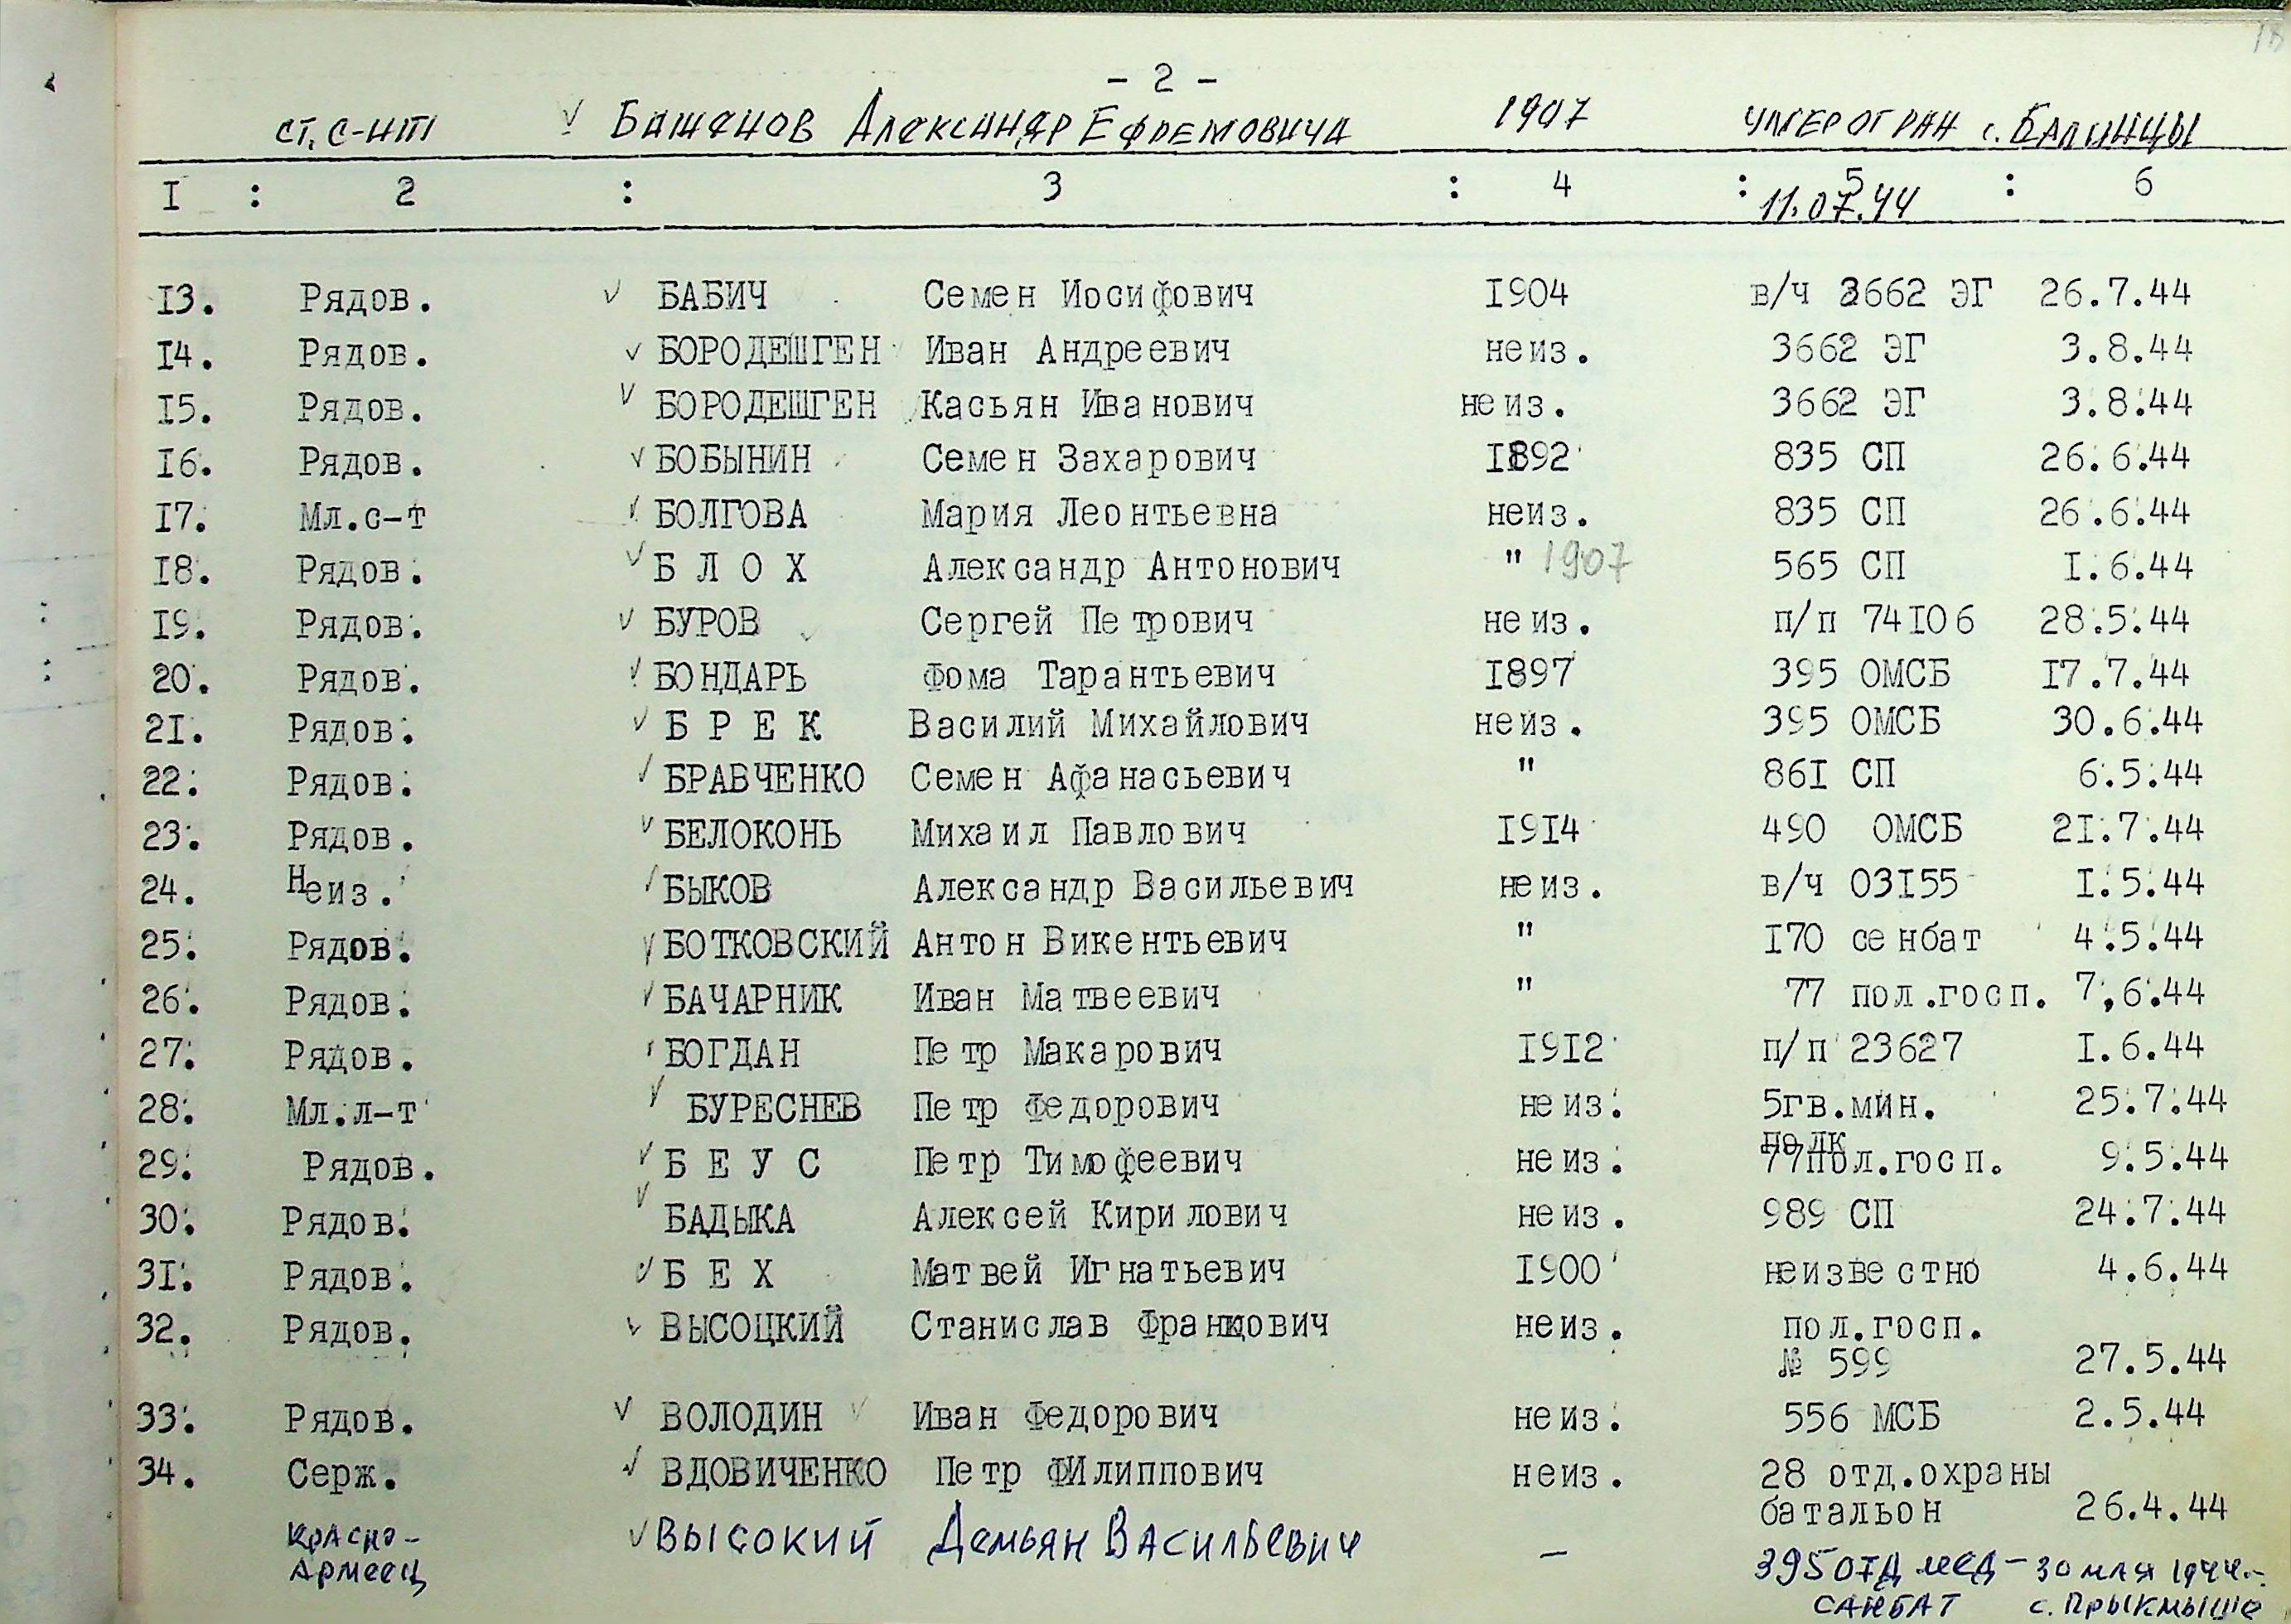 18
- 2 -
ст. с-нт V Бажанов Александр Ефремовича 1907 умер от ран с. Балинцы
I : 2 : 3 : 4 : 5 : 6
11.07.44
13. Рядов. V БАБИЧ Семен Иосифович 1904 в/ч 3662 ЭГ 26.7.44
14. Рядов. V БОРОДЕШГЕН Иван Андреевич неиз. 3662 ЭГ 3.8.44
15. Рядов. V БОРОДЕШГЕН Касьян Иванович неиз. 3662 ЭГ 3.8.44
16. Рядов. V БОБЫНИН Семен Захарович 1892 835 СП 26.6.44
17. Мл.с-т V БОЛГОВА Мария Леонтьевна неиз. 835 СП 26.6.44
18. Рядов. V Б Л О Х Александр Антонович " 1907 565 СП 1.6.44
19. Рядов. V БУРОВ Сергей Петрович неиз. п/п 74106 28.5.44
20. Рядов. V БОНДАРЬ Фома Тарантьевич 1897 395 ОМСБ 17.7.44
21. Рядов. V Б Р Е К Василий Михайлович неиз. 395 ОМСБ 30.6.44
22. Рядов. V БРАВЧЕНКО Семен Афанасьевич " 861 СП 6.5.44
23. Рядов. V БЕЛОКОНЬ Михаил Павлович 1914 490 ОМСБ 21.7.44
24. Неиз. V БЫКОВ Александр Васильевич неиз. в/ч 03155 1.5.44
25. Рядов. V БОТКОВСКИЙ Антон Викентьевич " 170 сенбат 4.5.44
26. Рядов. V БАЧАРНИК Иван Матвеевич " 77 пол.госп. 7,6.44
27. Рядов. БОГДАН Петр Макарович 1912 п/п 23627 1.6.44
28. Мл.л-т V БУРЕСНЕВ Петр Федорович неиз. 5гв.мин. 25.7.44
полк
29. Рядов. V Б Е У С Петр Тимофеевич неиз. 77пол.госп. 9.5.44
30. Рядов. V БАДЫКА Алексей Кирилович неиз. 989 СП 24.7.44
31. Рядов. V Б Е Х Матвей Игнатьевич 1900 неизвестно 4.6.44
32. Рядов. V ВЫСОЦКИЙ Станислав Францович неиз. пол.госп.
№ 599 27.5.44
33. Рядов. V ВОЛОДИН Иван Федорович неиз. 556 МСБ 2.5.44
34. Серж. V ВДОВИЧЕНКО Петр ФИлиппович неиз. 28 отд.охраны
батальон 26.4.44
Красно- V Высокий Демьян Васильевич –
Армеец 395 отд мед- 30 мая 1944г.
санбат с. Прыкмыше